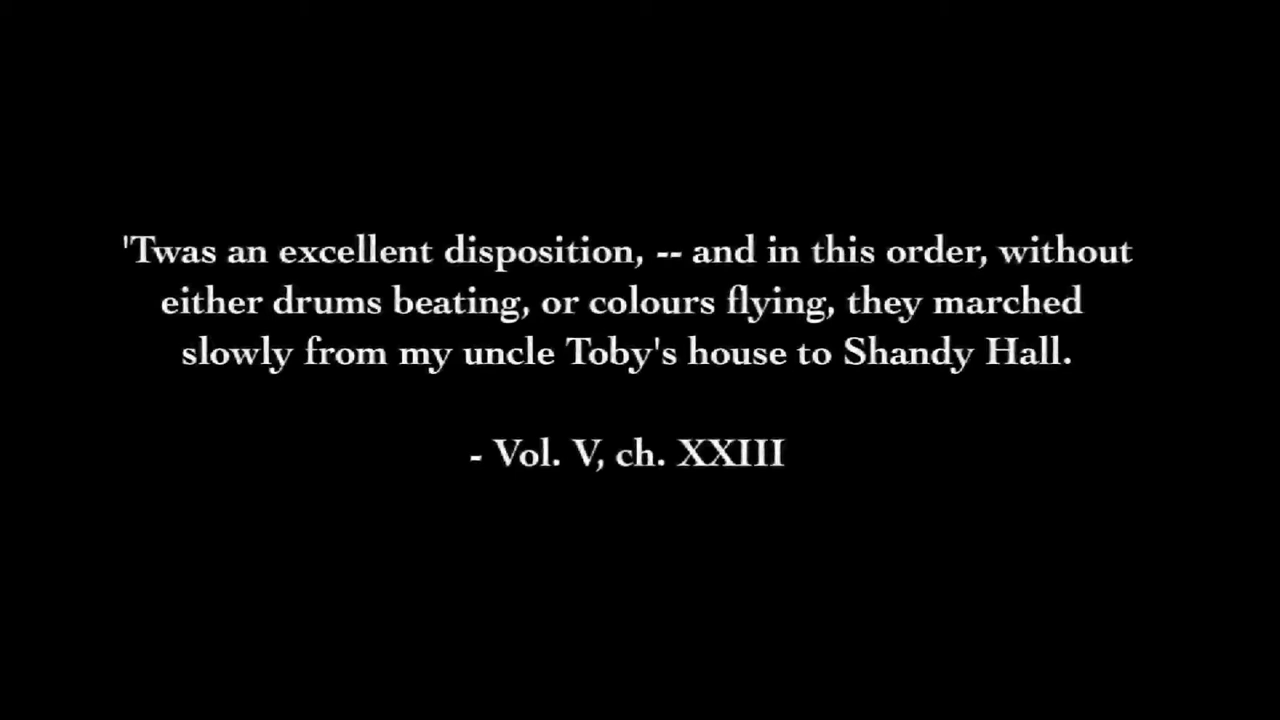 'Twas an excellent disposition, -- and in this order, without
either drums beating, or colours flying, they marched
slowly from my uncle Toby's house to Shandy Hall.
- Vol. V, ch. XXIII